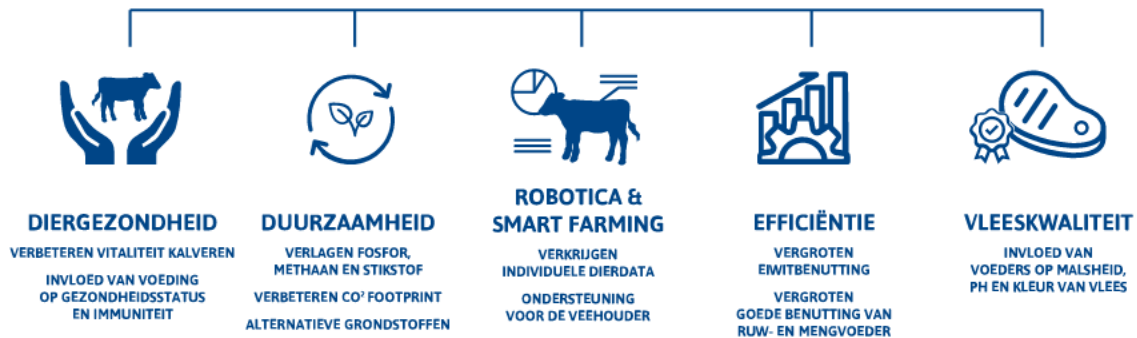 DIERGEZONDHEID
VERBETEREN VITALITEIT KALVEREN
INVLOED VAN VOEDING
OP GEZONDHEIDSSTATUS
EN IMMUNITEIT
DUURZAAMHEID
VERLAGEN FOSFOR,
METHAAN EN STIKSTOF
VERBETEREN CO² FOOTPRINT
ALTERNATIEVE GRONDSTOFFEN
ROBOTICA &
SMART FARMING
VERKRIJGEN
INDIVIDUELE DIERDATA
ONDERSTEUNING
VOOR DE VEEHOUDER
EFFICIËNTIE
VERGROTEN
EIWITBENUTTING
VERGROTEN
GOEDE BENUTTING VAN
RUW- EN MENGVOEDER
VLEESKWALITEIT
INVLOED VAN
VOEDERS OP MALSHEID,
PH EN KLEUR VAN VLEES